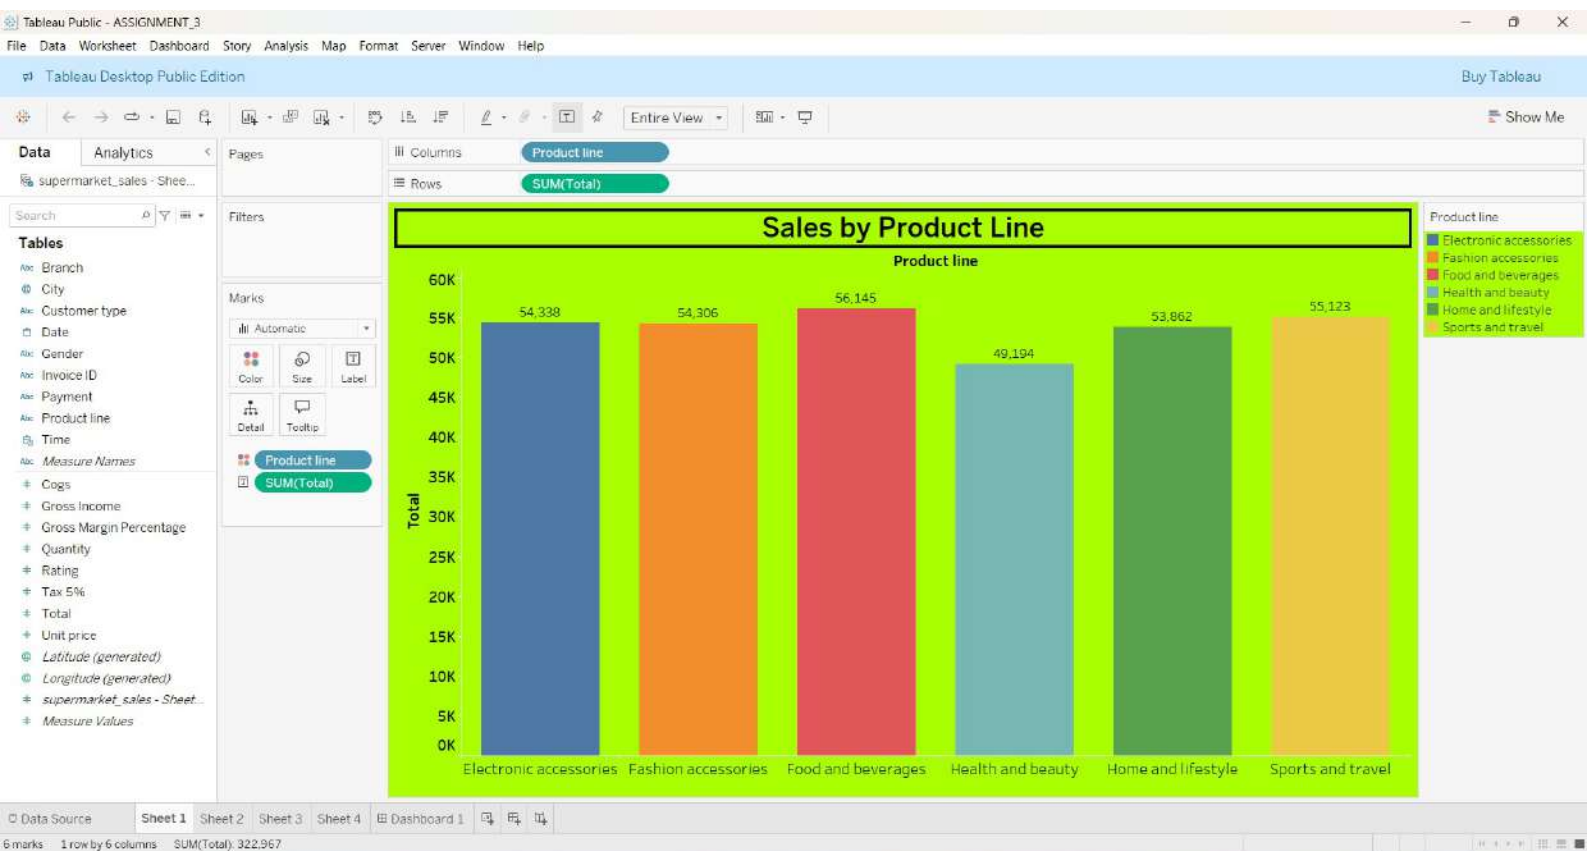 Tableau Public - ASSIGNMENT_3
File Data Worksheet Dashboard Story Analysis Map Format Server Window Help
Tableau Desktop Public Edition
Buy Tableau
Entire View
Show Me
Data
Analytics
supermarket_sales - Shee...
Search
Tables
Abc Branch
City
Abc Customer type
Date
Abc Gender
Abc Invoice ID
Abc Payment
Abc Product line
Time
Abc Measure Names
Cogs
Gross Income
Gross Margin Percentage
Quantity
Rating
Tax 5%
Total
Unit price
Latitude (generated)
Longitude (generated)
supermarket_sales - Sheet...
Measure Values
Pages
Filters
Marks
Automatic
Color Size Label
Detail Tooltip
Product line
SUM(Total)
Columns Product line
Rows SUM(Total)
Sales by Product Line
Product line
60K
55K
50K
45K
40K
35K
30K
25K
20K
15K
10K
5K
0K
Total
54,338 54,306 56,145 49,194 53,862 55,123
Electronic accessories Fashion accessories Food and beverages Health and beauty Home and lifestyle Sports and travel
Product line
Electronic accessories
Fashion accessories
Food and beverages
Health and beauty
Home and lifestyle
Sports and travel
Data Source Sheet 1 Sheet 2 Sheet 3 Sheet 4 Dashboard 1
6 marks 1 row by 6 columns SUM(Total): 322,967